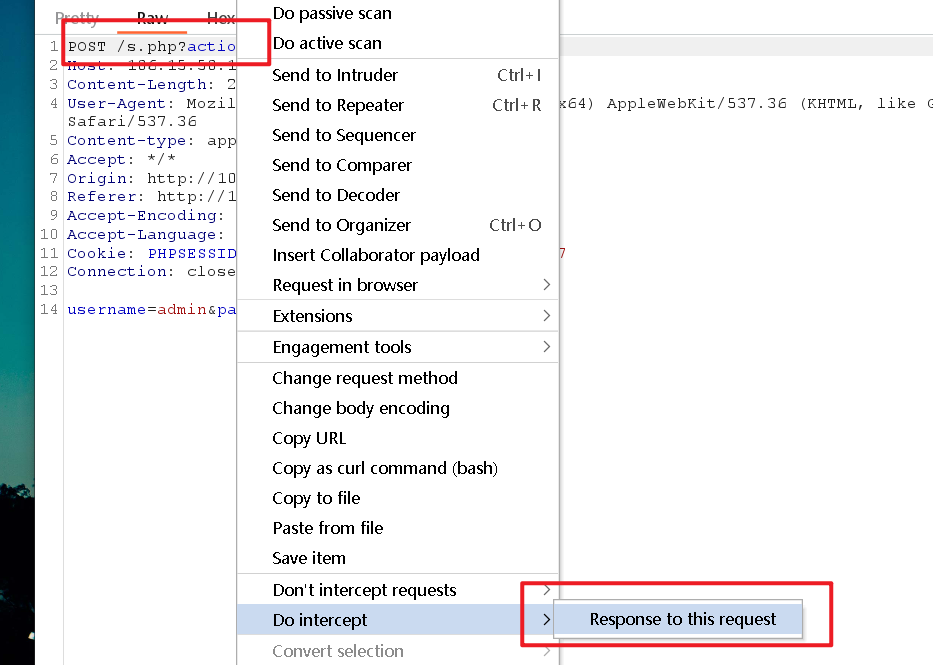 Pretty Raw Hex
1 POST /s.php?actio
2 Host: 186.15.58.1
3 Content-Length: 2
4 User-Agent: Mozil x64) AppleWebKit/537.36 (KHTML, like G
Safari/537.36
5 Content-type: app
6 Accept: */*
7 Origin: http://10
8 Referer: http://1
9 Accept-Encoding:
10 Accept-Language:
11 Cookie: PHPSESSID 7
12 Connection: close
13
14 username=admin&pa
Do passive scan
Do active scan
Send to Intruder Ctrl+I
Send to Repeater Ctrl+R
Send to Sequencer
Send to Comparer
Send to Decoder
Send to Organizer Ctrl+O
Insert Collaborator payload
Request in browser
Extensions
Engagement tools
Change request method
Change body encoding
Copy URL
Copy as curl command (bash)
Copy to file
Paste from file
Save item
Don't intercept requests
Do intercept
Response to this request
Convert selection